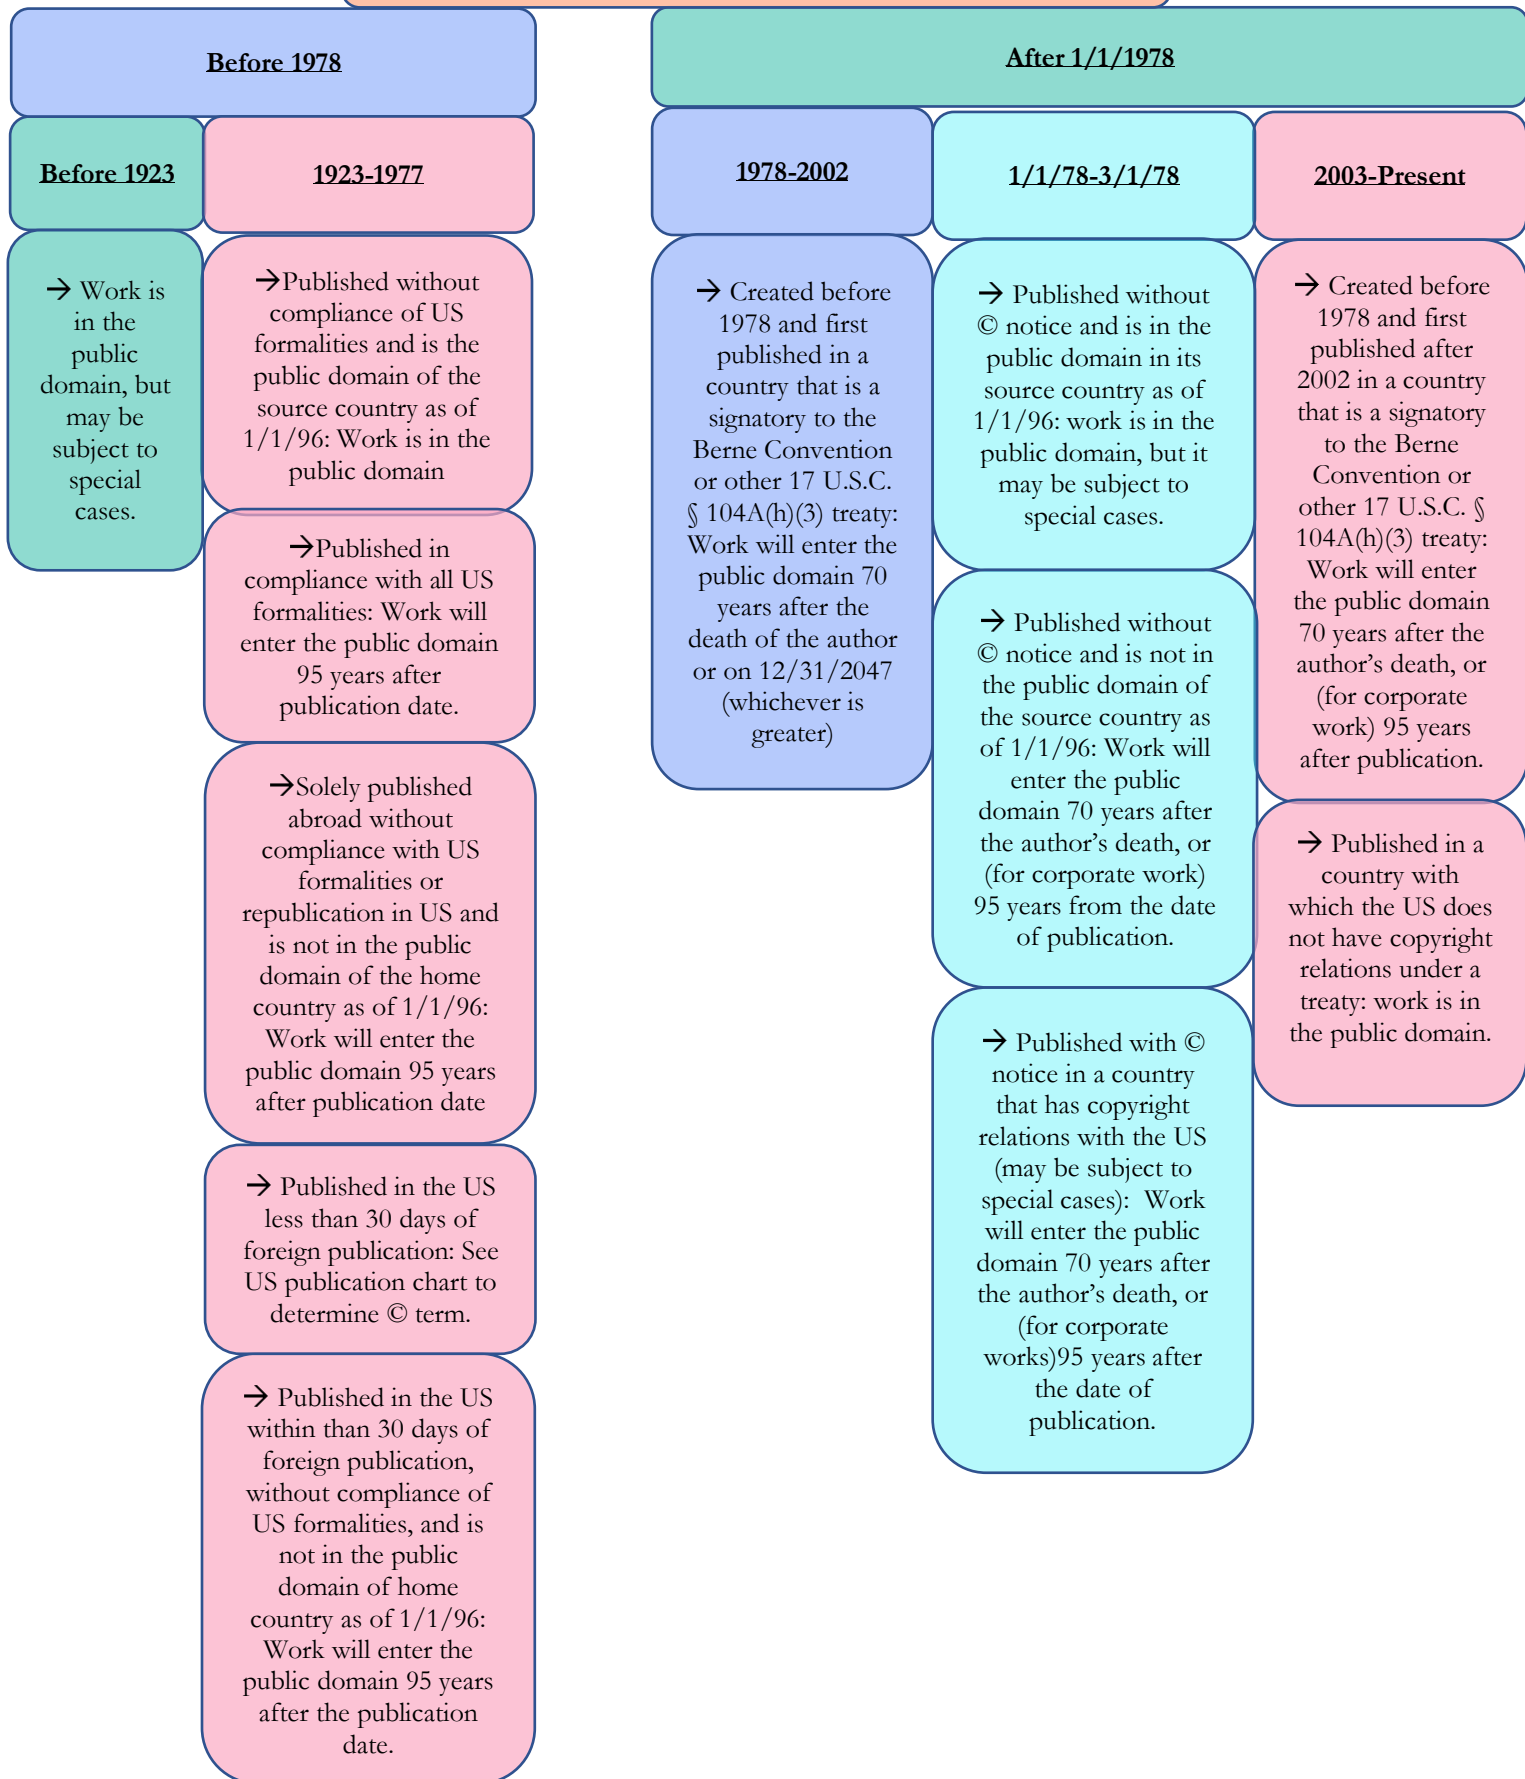 Before 1978
Before 1923
→ Work is
in the
public
domain, but
may be
subject to
special
cases.
1923-1977
→Published without
compliance of US
formalities and is the
public domain of the
source country as of
1/1/96: Work is in the
public domain
→Published in
compliance with all US
formalities: Work will
enter the public domain
95 years after
publication date.
→Solely published
abroad without
compliance with US
formalities or
republication in US and
is not in the public
domain of the home
country as of 1/1/96:
Work will enter the
public domain 95 years
after publication date
→ Published in the US
less than 30 days of
foreign publication: See
US publication chart to
determine © term.
→ Published in the US
within than 30 days of
foreign publication,
without compliance of
US formalities, and is
not in the public
domain of home
country as of 1/1/96:
Work will enter the
public domain 95 years
after the publication
date.
After 1/1/1978
1978-2002
→ Created before
1978 and first
published in a
country that is a
signatory to the
Berne Convention
or other 17 U.S.C.
§ 104A(h)(3) treaty:
Work will enter the
public domain 70
years after the
death of the author
or on 12/31/2047
(whichever is
greater)
1/1/78-3/1/78
→ Published without
© notice and is in the
public domain in its
source country as of
1/1/96: work is in the
public domain, but it
may be subject to
special cases.
→ Published without
© notice and is not in
the public domain of
the source country as
of 1/1/96: Work will
enter the public
domain 70 years after
the author's death, or
(for corporate work)
95 years from the date
of publication.
→ Published with ©
notice in a country
that has copyright
relations with the US
(may be subject to
special cases):  Work
will enter the public
domain 70 years after
the author's death, or
(for corporate
works)95 years after
the date of
publication.
2003-Present
→ Created before
1978 and first
published after
2002 in a country
that is a signatory
to the Berne
Convention or
other 17 U.S.C. §
104A(h)(3) treaty:
Work will enter
the public domain
70 years after the
author's death, or
(for corporate
work) 95 years
after publication.
→ Published in a
country with
which the US does
not have copyright
relations under a
treaty: work is in
the public domain.